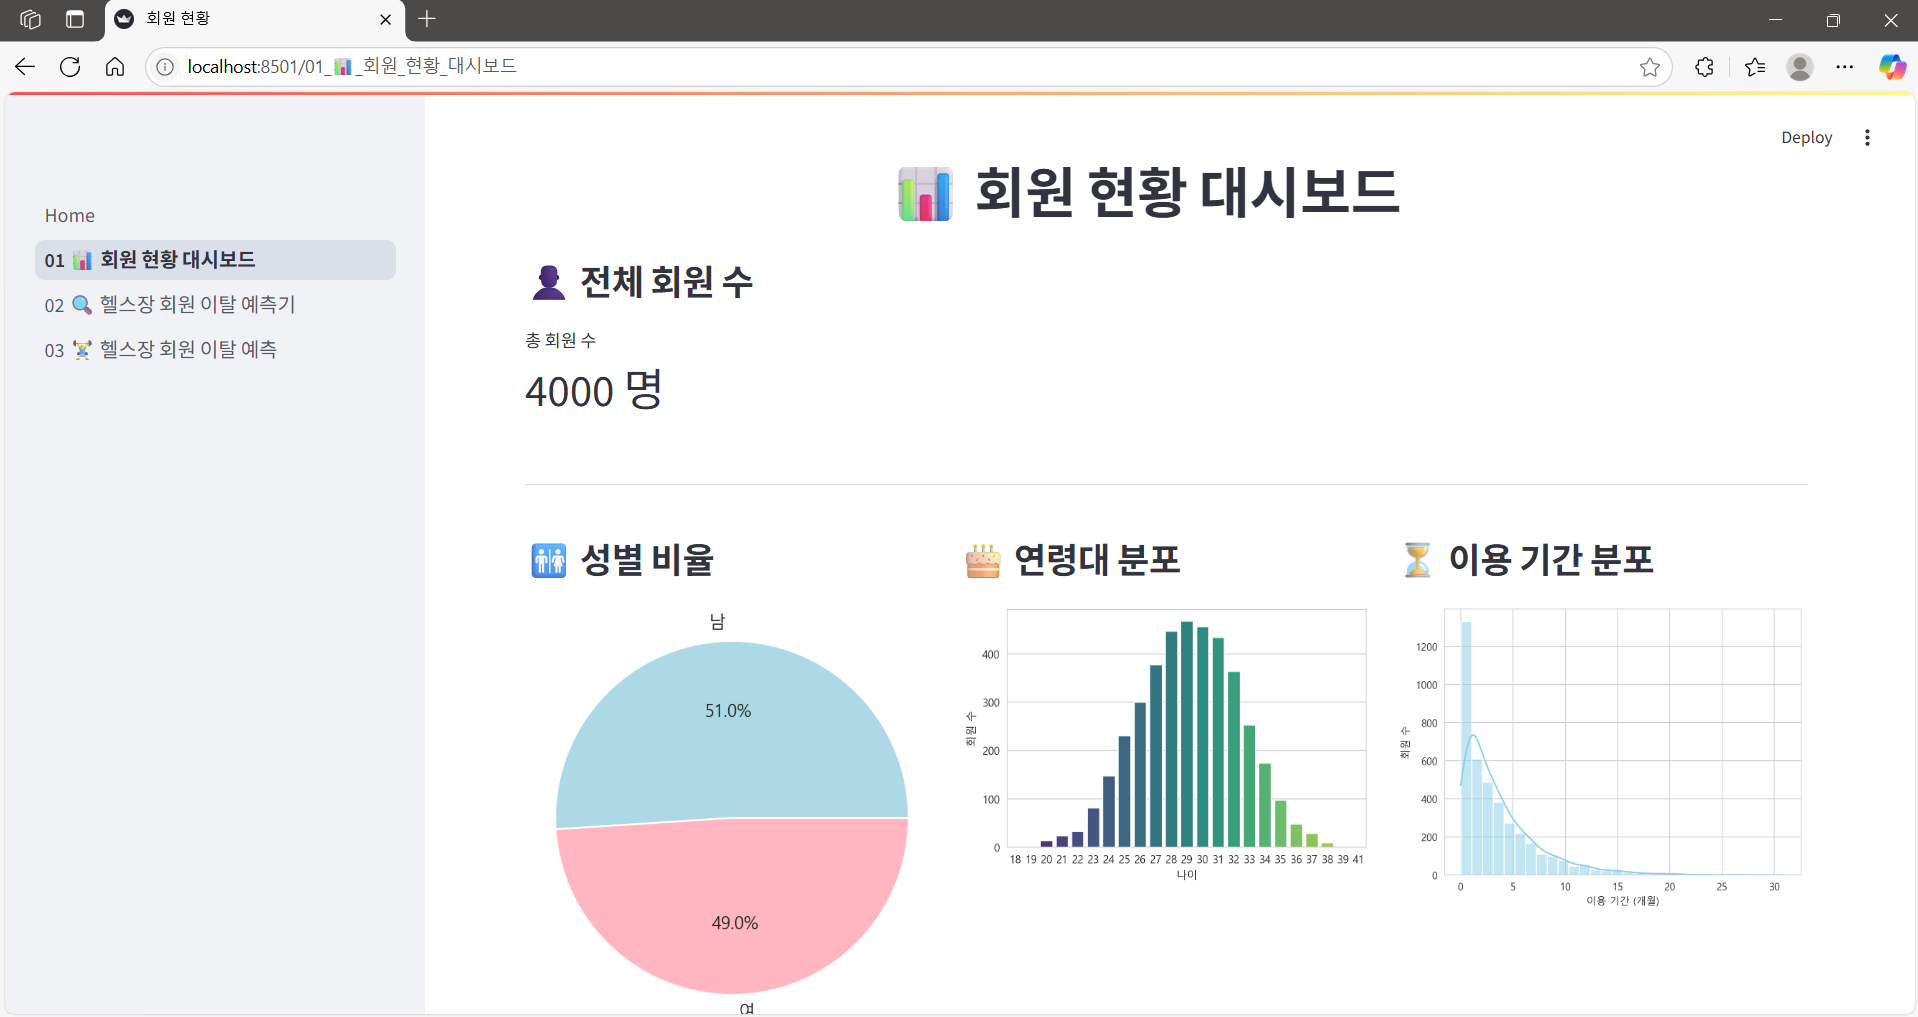 회원 현황
localhost:8501/01_📊_회원_현황_대시보드
Deploy
Home
01 📊 회원 현황 대시보드
02 🔍 헬스장 회원 이탈 예측기
03 🏋️ 헬스장 회원 이탈 예측
📊 회원 현황 대시보드
👤 전체 회원 수
총 회원 수
4000 명
🚻 성별 비율
남
51.0%
49.0%
여
🎂 연령대 분포
회원 수
400
300
200
100
0
18 19 20 21 22 23 24 25 26 27 28 29 30 31 32 33 34 35 36 37 38 39 41
나이
⏳ 이용 기간 분포
회원 수
1200
1000
800
600
400
200
0
0 5 10 15 20 25 30
이용 기간 (개월)